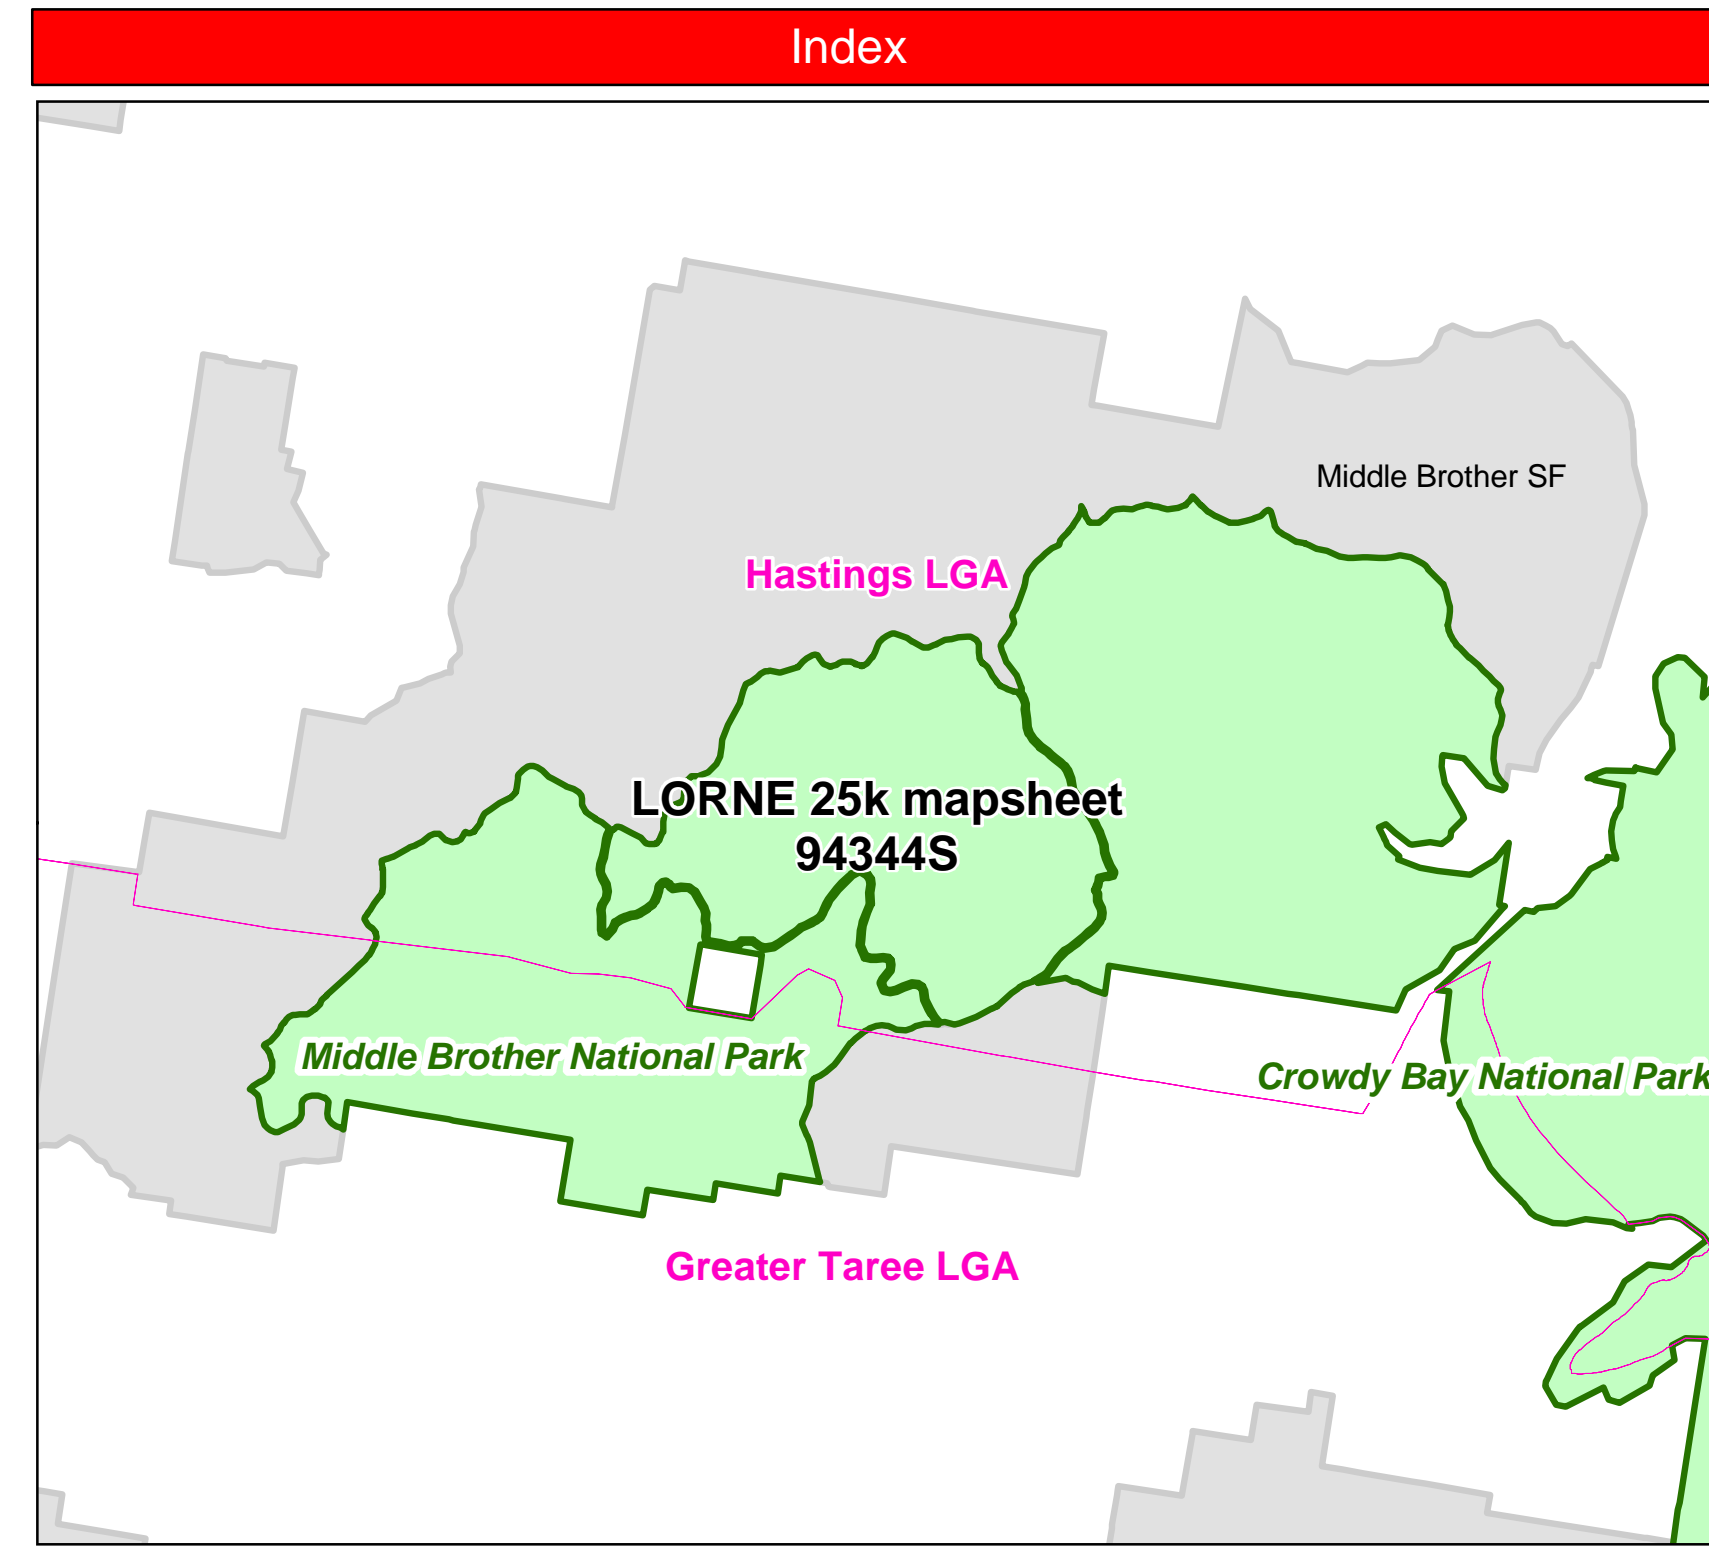 Index
Middle Brother SF
Hastings LGA
LORNE 25k mapsheet
94344S
Middle Brother National Park
Crowdy Bay National Park
Greater Taree LGA